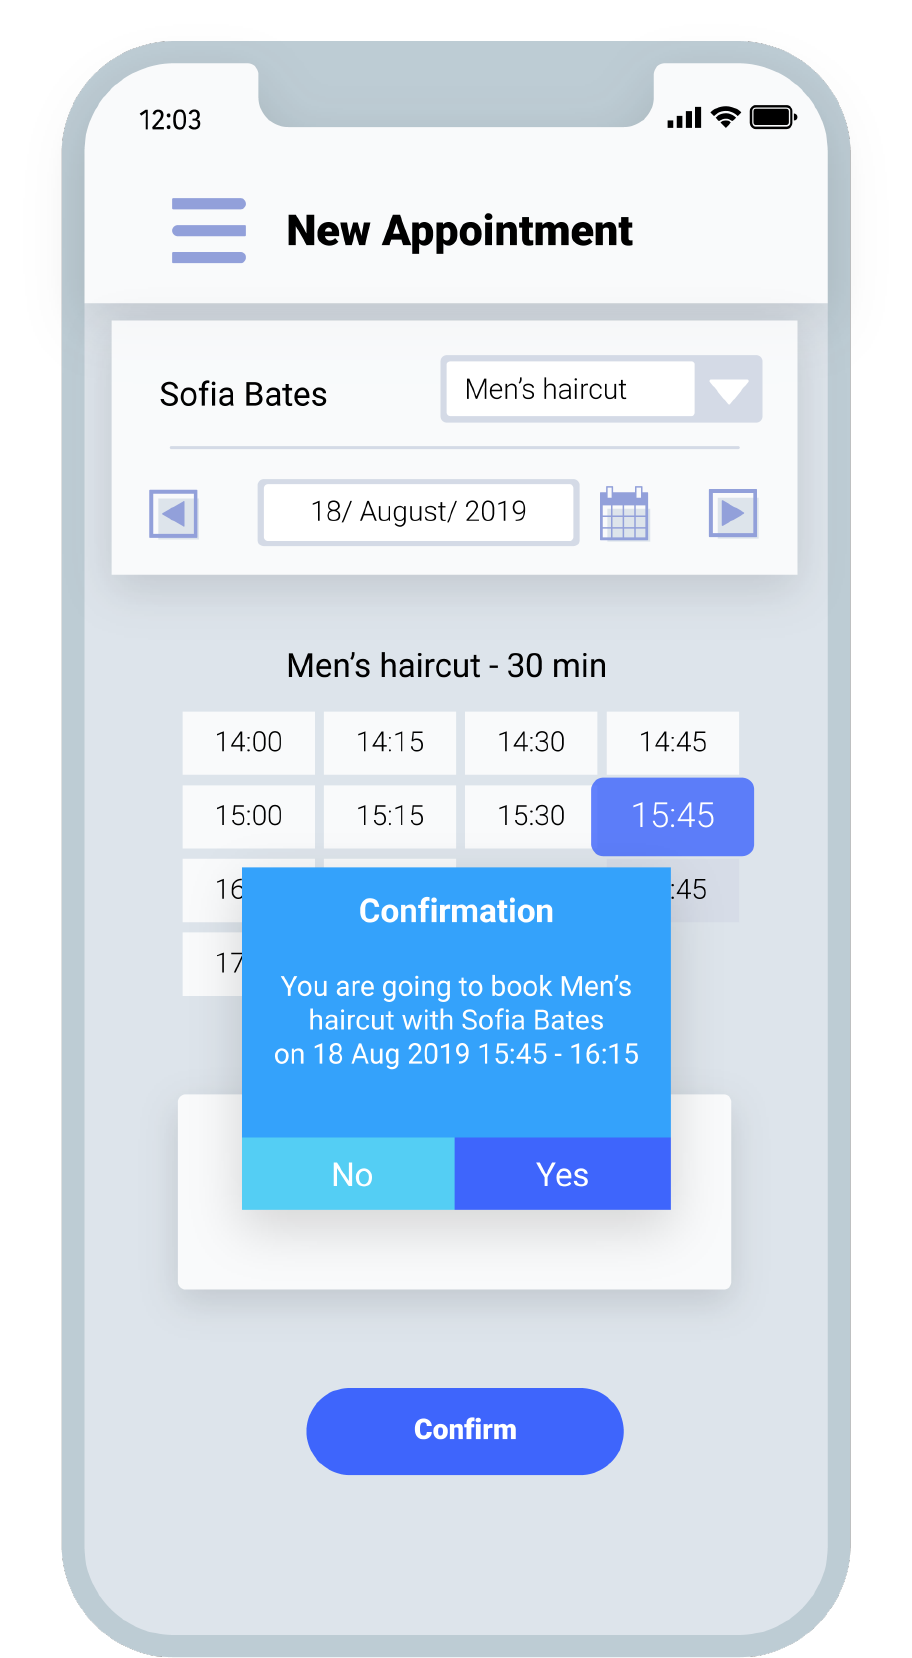 12:03
New Appointment
Sofia Bates
Men's haircut
18/ August/ 2019
Men's haircut - 30 min
14:00 14:15 14:30 14:45
15:00 15:15 15:30 15:45
16 :45
17
Confirmation
You are going to book Men's
haircut with Sofia Bates
on 18 Aug 2019 15:45 - 16:15
No Yes
Confirm